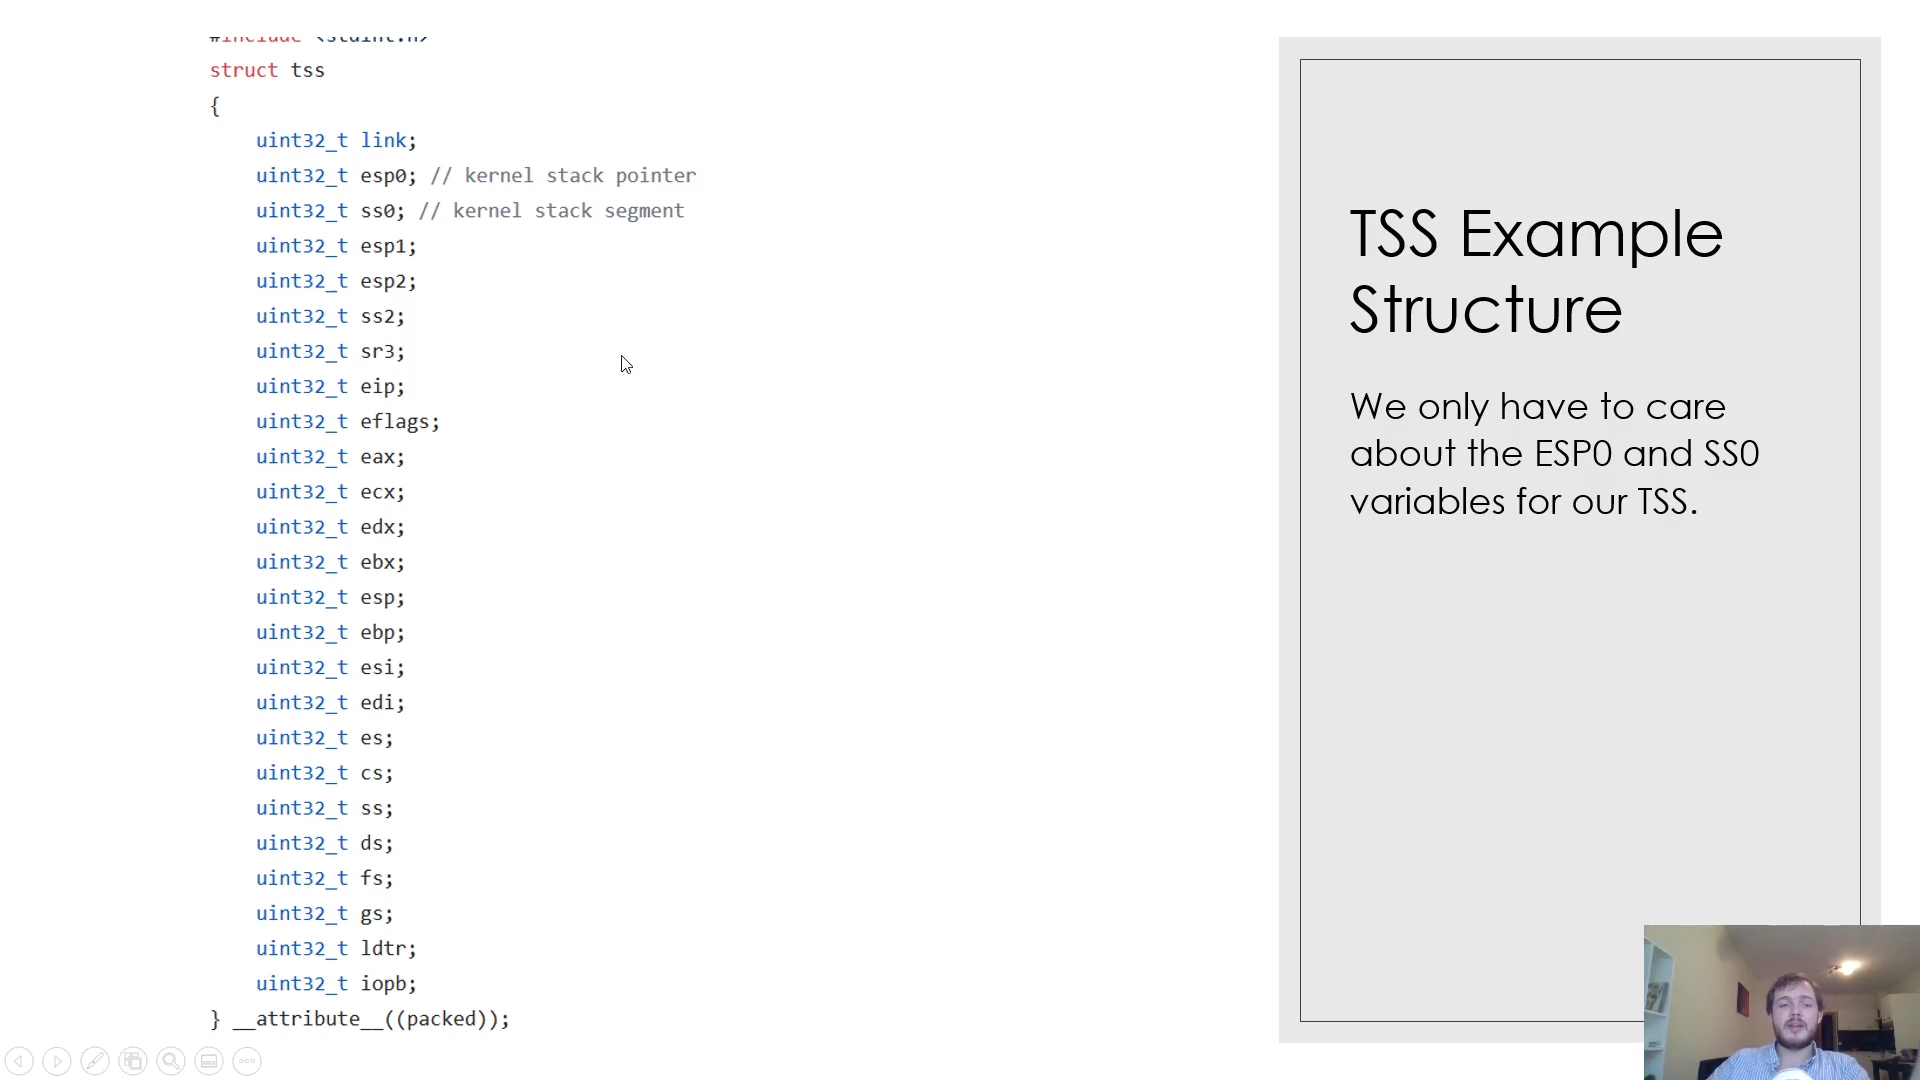 #include <stdint.h>
struct tss
{
uint32_t link;
uint32_t esp0; // kernel stack pointer
uint32_t ss0; // kernel stack segment
uint32_t esp1;
uint32_t esp2;
uint32_t ss2;
uint32_t sr3;
uint32_t eip;
uint32_t eflags;
uint32_t eax;
uint32_t ecx;
uint32_t edx;
uint32_t ebx;
uint32_t esp;
uint32_t ebp;
uint32_t esi;
uint32_t edi;
uint32_t es;
uint32_t cs;
uint32_t ss;
uint32_t ds;
uint32_t fs;
uint32_t gs;
uint32_t ldtr;
uint32_t iopb;
} __attribute__((packed));
TSS Example
Structure
We only have to care
about the ESP0 and SS0
variables for our TSS.